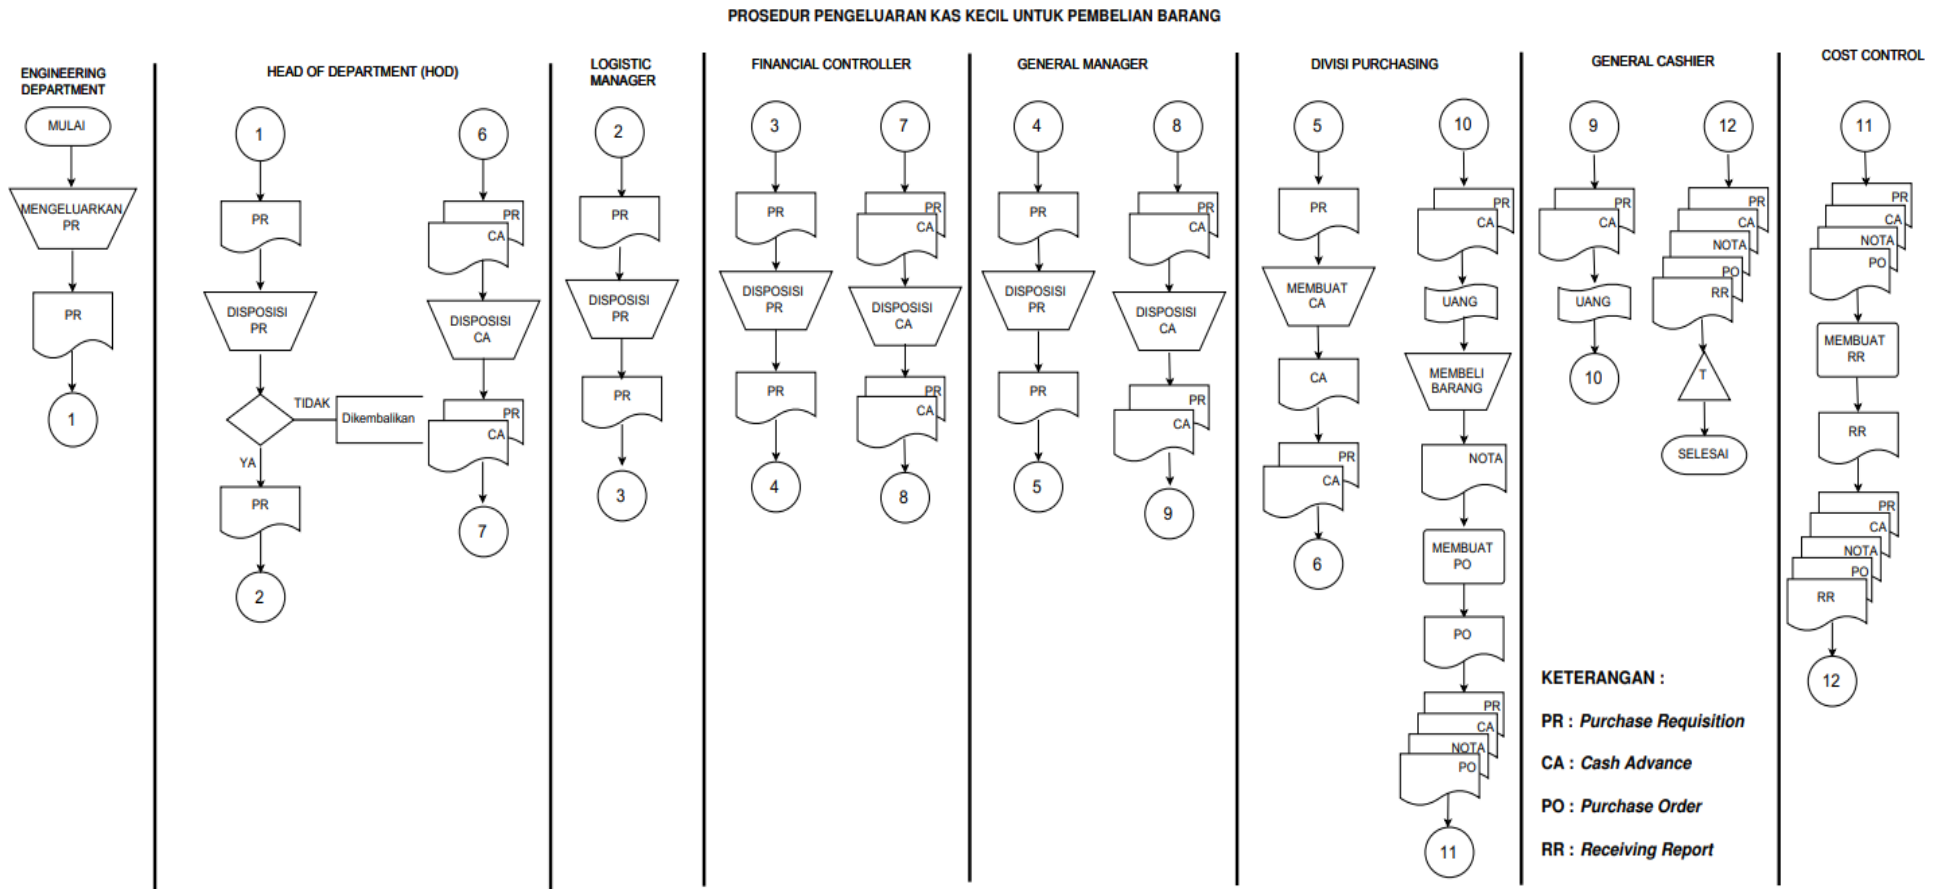 PROSEDUR PENGELUARAN KAS KECIL UNTUK PEMBELIAN BARANG
ENGINEERING
DEPARTMENT
MULAI
MENGELUARKAN
PR
PR
1
HEAD OF DEPARTMENT (HOD)
1
PR
DISPOSISI
PR
TIDAK
Dikembalikan
YA
PR
2
6
PR
CA
DISPOSISI
CA
PR
CA
7
LOGISTIC
MANAGER
2
PR
DISPOSISI
PR
PR
3
FINANCIAL CONTROLLER
3
PR
DISPOSISI
PR
PR
4
7
PR
CA
DISPOSISI
CA
PR
CA
8
GENERAL MANAGER
4
PR
DISPOSISI
PR
PR
5
8
PR
CA
DISPOSISI
CA
PR
CA
9
DIVISI PURCHASING
5
PR
MEMBUAT
CA
CA
PR
CA
6
10
PR
CA
UANG
MEMBELI
BARANG
NOTA
MEMBUAT
PO
PO
PR
CA
NOTA
PO
11
GENERAL CASHIER
9
PR
CA
UANG
10
12
PR
CA
NOTA
PO
RR
T
SELESAI
COST CONTROL
11
PR
CA
NOTA
PO
MEMBUAT
RR
RR
PR
CA
NOTA
PO
RR
12
KETERANGAN :
PR : Purchase Requisition
CA : Cash Advance
PO : Purchase Order
RR : Receiving Report